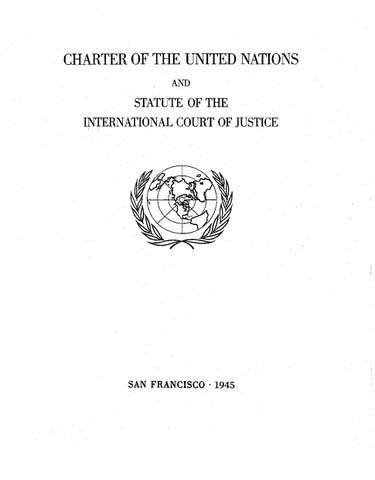 CHARTER OF THE UNITED NATIONS
AND
STATUTE OF THE
INTERNATIONAL COURT OF JUSTICE
SAN FRANCISCO · 1945